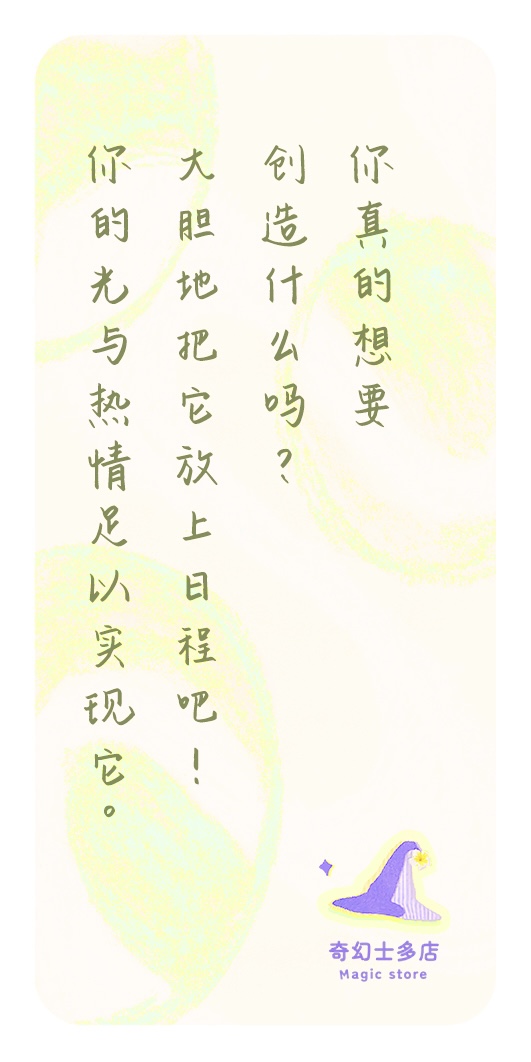 你真的想要
创造什么吗？
大胆地把它放上日程吧！
你的光与热情足以实现它。
奇幻士多店
Magic store